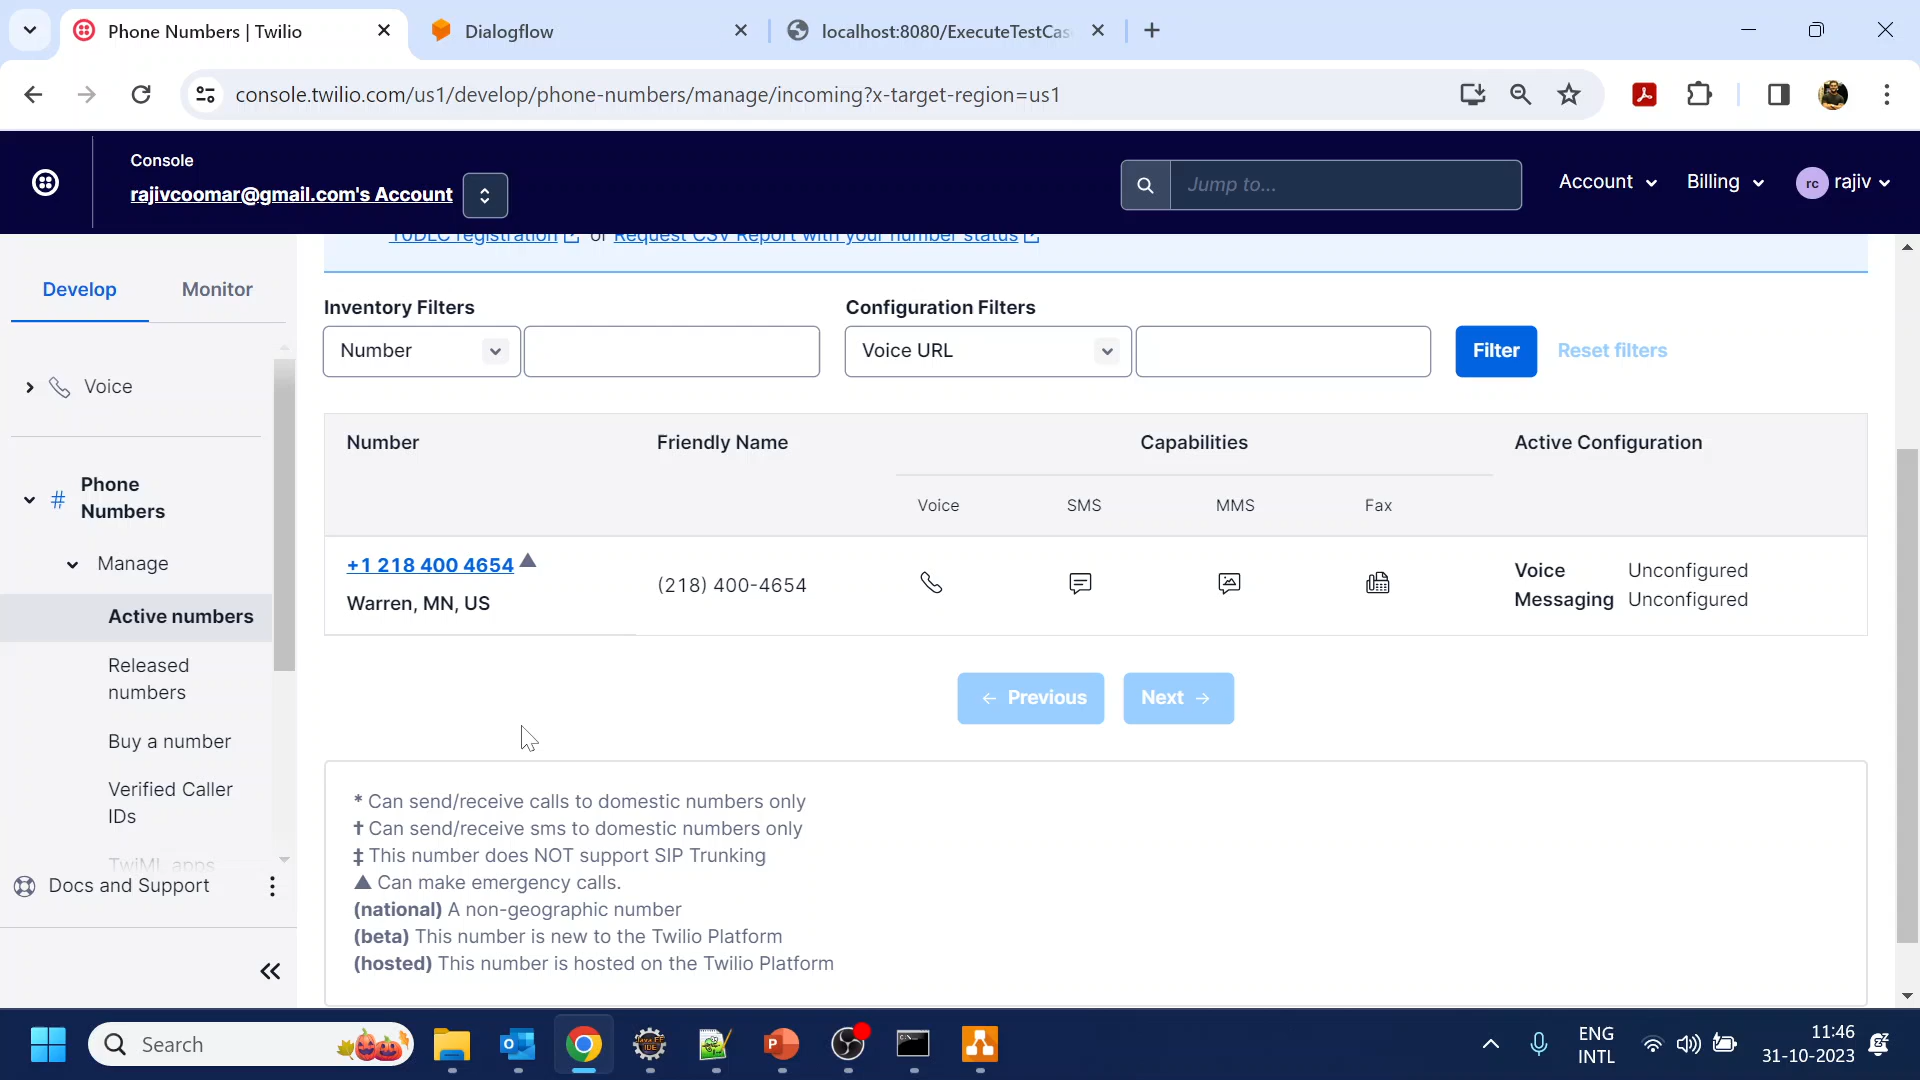 Phone Numbers | Twilio
Dialogflow
localhost:8080/ExecuteTestCas
console.twilio.com/us1/develop/phone-numbers/manage/incoming?x-target-region=us1
Console
rajivcoomar@gmail.com's Account
Jump to...
Account
Billing
rc
rajiv
10DLC registration or Request CSV Report with your number status
Develop
Monitor
Inventory Filters
Configuration Filters
Number
Voice URL
Filter
Reset filters
Voice
Number
Friendly Name
Capabilities
Active Configuration
Voice
SMS
MMS
Fax
# Phone
Numbers
Manage
+1 218 400 4654▲
Warren, MN, US
(218) 400-4654
Voice Unconfigured
Messaging Unconfigured
Active numbers
Released
numbers
← Previous
Next →
Buy a number
Verified Caller
IDs
TwiML apps
Docs and Support
* Can send/receive calls to domestic numbers only
† Can send/receive sms to domestic numbers only
‡ This number does NOT support SIP Trunking
▲ Can make emergency calls.
(national) A non-geographic number
(beta) This number is new to the Twilio Platform
(hosted) This number is hosted on the Twilio Platform
Search
ENG
INTL
11:46
31-10-2023